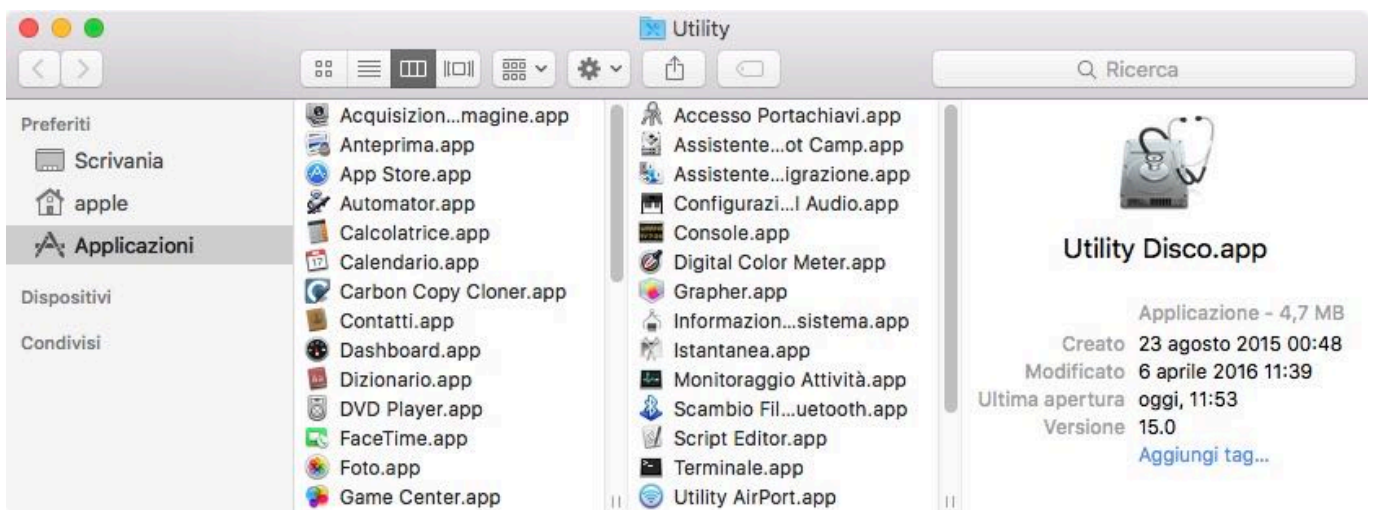 Utility
Ricerca
Preferiti
Scrivania
apple
Applicazioni
Dispositivi
Condivisi
Acquisizion...magine.app
Anteprima.app
App Store.app
Automator.app
Calcolatrice.app
Calendario.app
Carbon Copy Cloner.app
Contatti.app
Dashboard.app
Dizionario.app
DVD Player.app
FaceTime.app
Foto.app
Game Center.app
Accesso Portachiavi.app
Assistente...ot Camp.app
Assistente...igrazione.app
Configurazi...l Audio.app
Console.app
Digital Color Meter.app
Grapher.app
Informazion...sistema.app
Istantanea.app
Monitoraggio Attività.app
Scambio Fil...uetooth.app
Script Editor.app
Terminale.app
Utility AirPort.app
Utility Disco.app
Applicazione - 4,7 MB
Creato 23 agosto 2015 00:48
Modificato 6 aprile 2016 11:39
Ultima apertura oggi, 11:53
Versione 15.0
Aggiungi tag...